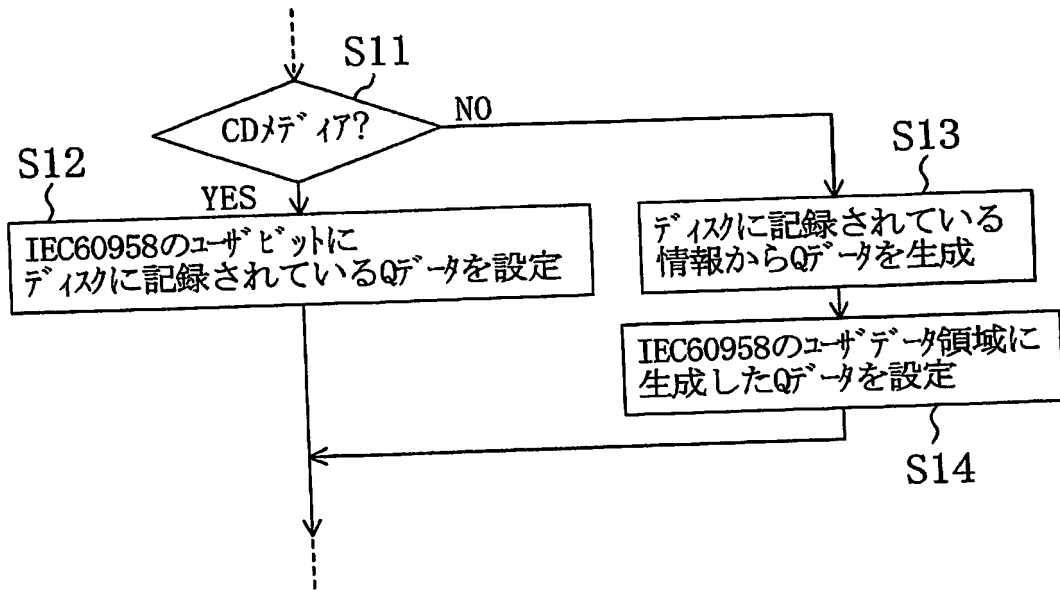 S11
CDメディア?
NO
YES
S12
IEC60958のユーザビットに
ディスクに記録されているQデータを設定
S13
ディスクに記録されている
情報からQデータを生成
IEC60958のユーザデータ領域に
生成したQデータを設定
S14